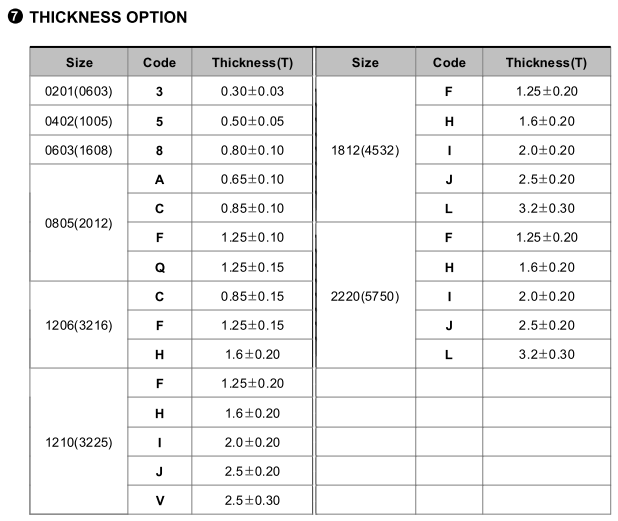 ❼ THICKNESS OPTION
Size Code Thickness(T) Size Code Thickness(T)
0201(0603) 3 0.30±0.03 1812(4532) F 1.25±0.20
0402(1005) 5 0.50±0.05 H 1.6±0.20
0603(1608) 8 0.80±0.10 I 2.0±0.20
0805(2012) A 0.65±0.10 J 2.5±0.20
C 0.85±0.10 L 3.2±0.30
F 1.25±0.10 2220(5750) F 1.25±0.20
Q 1.25±0.15 H 1.6±0.20
1206(3216) C 0.85±0.15 I 2.0±0.20
F 1.25±0.15 J 2.5±0.20
H 1.6±0.20 L 3.2±0.30
1210(3225) F 1.25±0.20
H 1.6±0.20
I 2.0±0.20
J 2.5±0.20
V 2.5±0.30